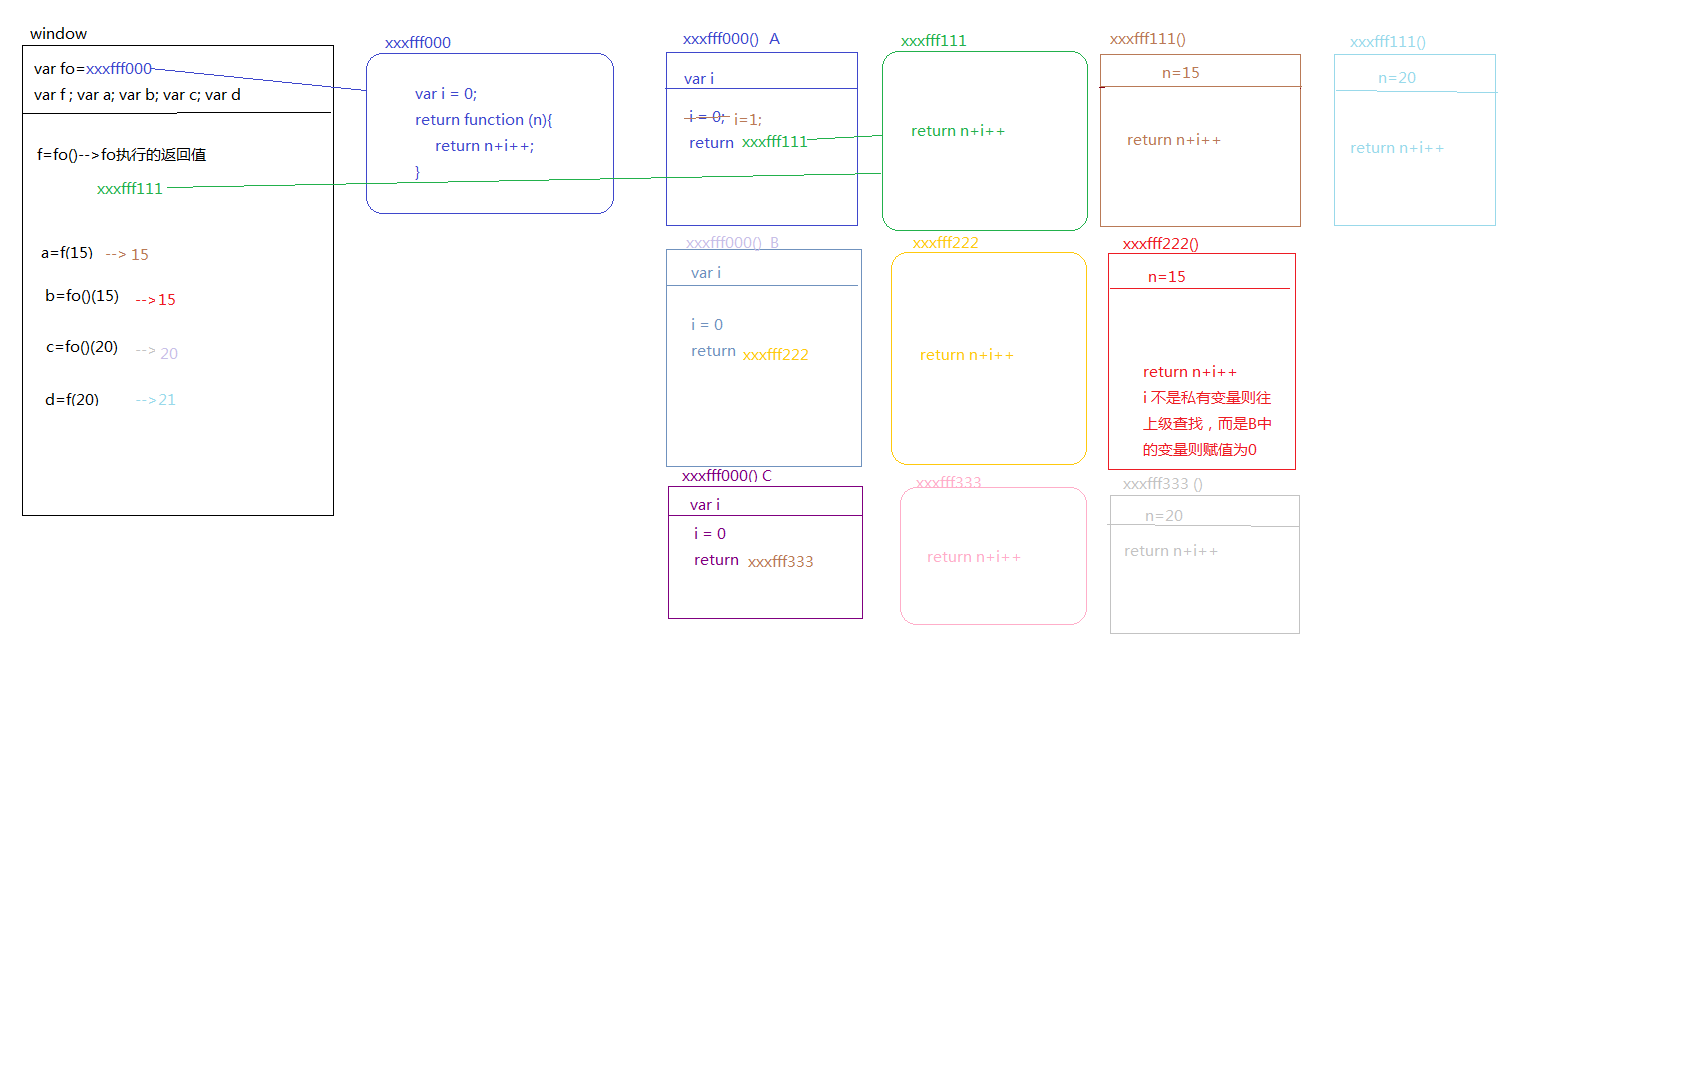 window
var fo=xxxfff000
var f ; var a; var b; var c; var d
f=fo()-->fo执行的返回值
xxxfff111
a=f(15) --> 15
b=fo()(15) -->15
c=fo()(20) --> 20
d=f(20) -->21
xxxfff000
var i = 0;
return function (n){
return n+i++;
}
xxxfff000() A
var i
i = 0; i=1;
return xxxfff111
xxxfff111
return n+i++
xxxfff111()
n=15
return n+i++
xxxfff111()
n=20
return n+i++
xxxfff000() B
var i
i = 0
return xxxfff222
xxxfff222
return n+i++
xxxfff222()
n=15
return n+i++
i 不是私有变量则往
上级查找，而是B中
的变量则赋值为0
xxxfff000() C
var i
i = 0
return xxxfff333
xxxfff333
return n+i++
xxxfff333 ()
n=20
return n+i++